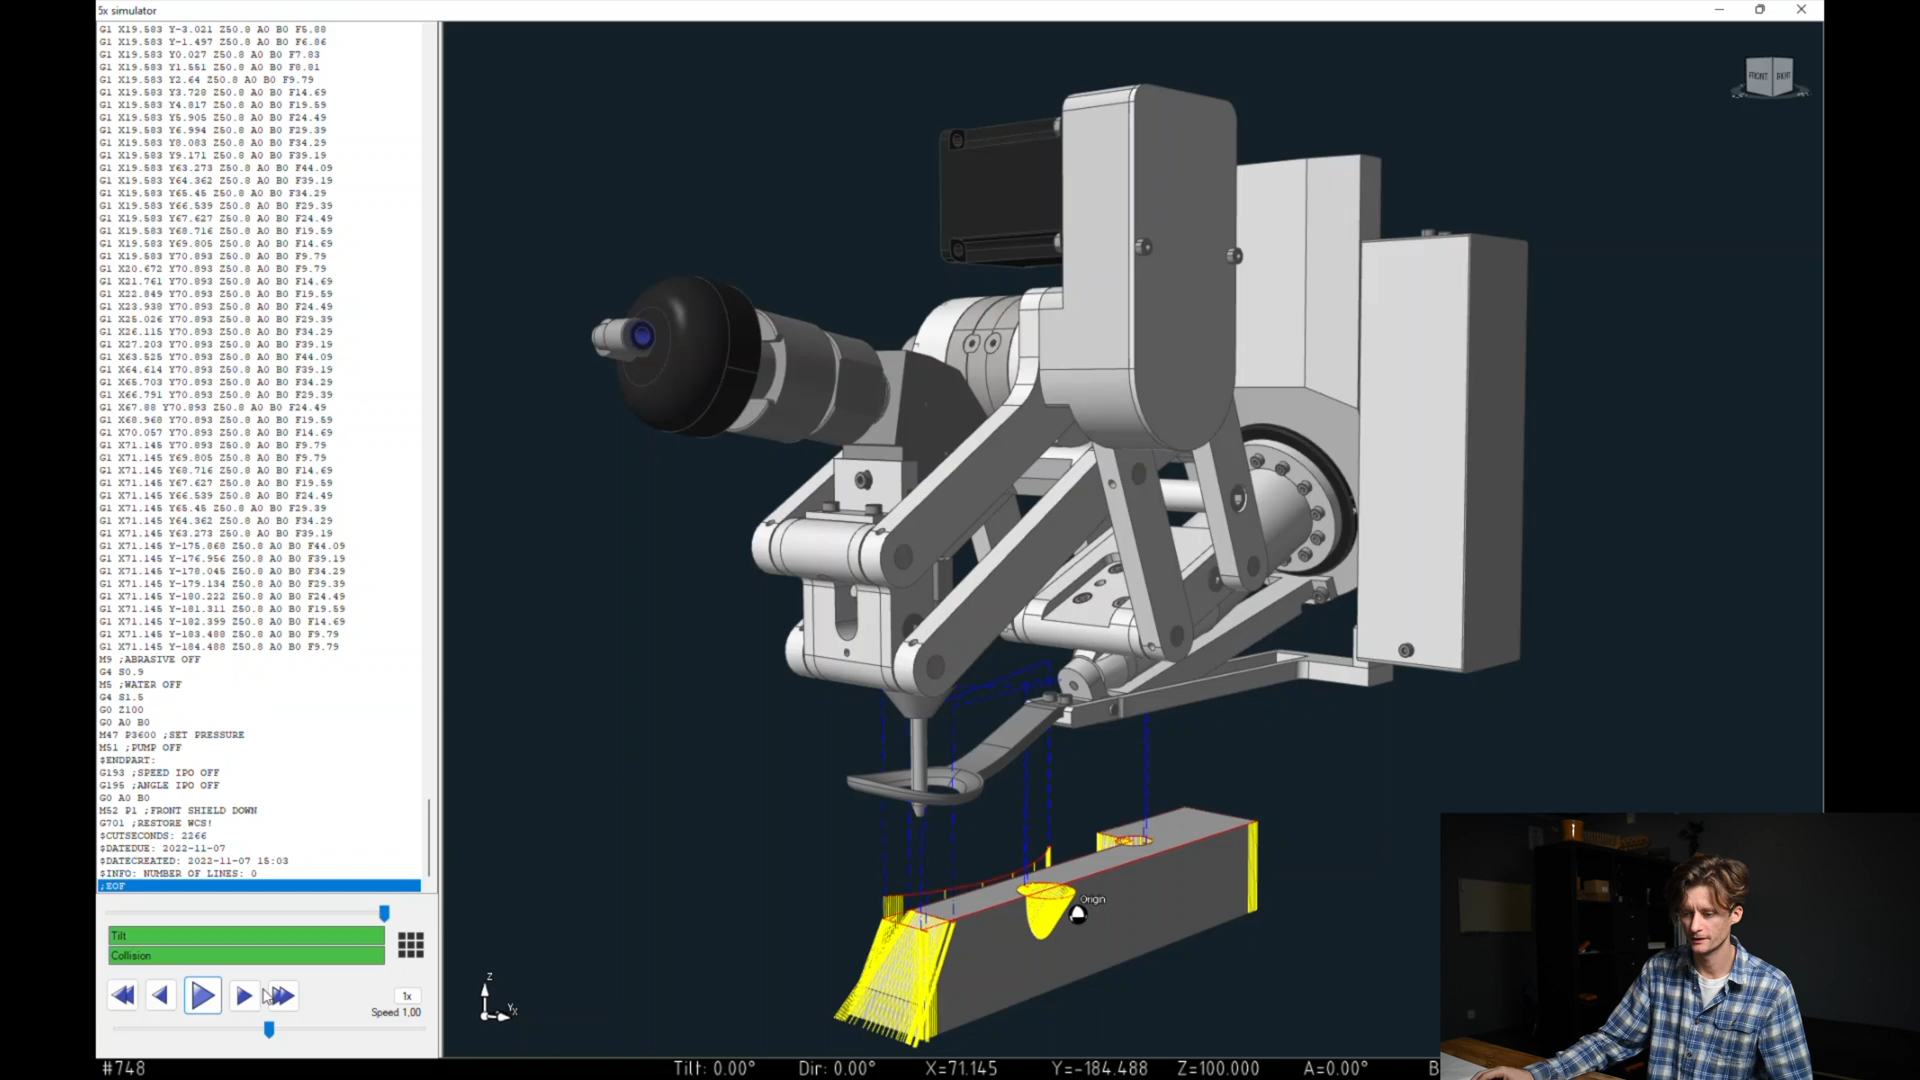 5x simulator
G1 X19.583 Y-3.021 Z50.8 A0 B0 F5.88
G1 X19.583 Y-1.497 Z50.8 A0 B0 F6.86
G1 X19.583 Y0.027 Z50.8 A0 B0 F7.83
G1 X19.583 Y1.551 Z50.8 A0 B0 F8.81
G1 X19.583 Y2.64 Z50.8 A0 B0 F9.79
G1 X19.583 Y3.728 Z50.8 A0 B0 F14.69
G1 X19.583 Y4.817 Z50.8 A0 B0 F19.59
G1 X19.583 Y5.905 Z50.8 A0 B0 F24.49
G1 X19.583 Y6.994 Z50.8 A0 B0 F29.39
G1 X19.583 Y8.083 Z50.8 A0 B0 F34.29
G1 X19.583 Y9.171 Z50.8 A0 B0 F39.19
G1 X19.583 Y63.273 Z50.8 A0 B0 F44.09
G1 X19.583 Y64.362 Z50.8 A0 B0 F39.19
G1 X19.583 Y65.45 Z50.8 A0 B0 F34.29
G1 X19.583 Y66.539 Z50.8 A0 B0 F29.39
G1 X19.583 Y67.627 Z50.8 A0 B0 F24.49
G1 X19.583 Y68.716 Z50.8 A0 B0 F19.59
G1 X19.583 Y69.805 Z50.8 A0 B0 F14.69
G1 X19.583 Y70.893 Z50.8 A0 B0 F9.79
G1 X20.672 Y70.893 Z50.8 A0 B0 F9.79
G1 X21.761 Y70.893 Z50.8 A0 B0 F14.69
G1 X22.849 Y70.893 Z50.8 A0 B0 F19.59
G1 X23.938 Y70.893 Z50.8 A0 B0 F24.49
G1 X25.026 Y70.893 Z50.8 A0 B0 F29.39
G1 X26.115 Y70.893 Z50.8 A0 B0 F34.29
G1 X27.203 Y70.893 Z50.8 A0 B0 F39.19
G1 X63.525 Y70.893 Z50.8 A0 B0 F44.09
G1 X64.614 Y70.893 Z50.8 A0 B0 F39.19
G1 X65.703 Y70.893 Z50.8 A0 B0 F34.29
G1 X66.791 Y70.893 Z50.8 A0 B0 F29.39
G1 X67.88 Y70.893 Z50.8 A0 B0 F24.49
G1 X68.968 Y70.893 Z50.8 A0 B0 F19.59
G1 X70.057 Y70.893 Z50.8 A0 B0 F14.69
G1 X71.145 Y70.893 Z50.8 A0 B0 F9.79
G1 X71.145 Y69.805 Z50.8 A0 B0 F9.79
G1 X71.145 Y68.716 Z50.8 A0 B0 F14.69
G1 X71.145 Y67.627 Z50.8 A0 B0 F19.59
G1 X71.145 Y66.539 Z50.8 A0 B0 F24.49
G1 X71.145 Y65.45 Z50.8 A0 B0 F29.39
G1 X71.145 Y64.362 Z50.8 A0 B0 F34.29
G1 X71.145 Y63.273 Z50.8 A0 B0 F39.19
G1 X71.145 Y-175.868 Z50.8 A0 B0 F44.09
G1 X71.145 Y-176.956 Z50.8 A0 B0 F39.19
G1 X71.145 Y-178.045 Z50.8 A0 B0 F34.29
G1 X71.145 Y-179.134 Z50.8 A0 B0 F29.39
G1 X71.145 Y-180.222 Z50.8 A0 B0 F24.49
G1 X71.145 Y-181.311 Z50.8 A0 B0 F19.59
G1 X71.145 Y-182.399 Z50.8 A0 B0 F14.69
G1 X71.145 Y-183.488 Z50.8 A0 B0 F9.79
G1 X71.145 Y-184.488 Z50.8 A0 B0 F9.79
M9 ;ABRASIVE OFF
G4 S0.9
M5 ;WATER OFF
G4 S1.5
G0 Z100
G0 A0 B0
M47 P3600 ;SET PRESSURE
M51 ;PUMP OFF
$ENDPART:
G193 ;SPEED IPO OFF
G195 ;ANGLE IPO OFF
G0 A0 B0
M52 P1 ;FRONT SHIELD DOWN
G701 ;RESTORE WCS!
$CUTSECONDS: 2266
$DATEDUE: 2022-11-07
$DATECREATED: 2022-11-07 15:03
$INFO: NUMBER OF LINES: 0
;EOF
Tilt
Collision
1x
Speed 1,00
FRONT RIGHT
Origin
Z
Yx
#748 Tilt: 0.00° Dir: 0.00° X=71.145 Y=-184.488 Z=100.000 A=0.00° B